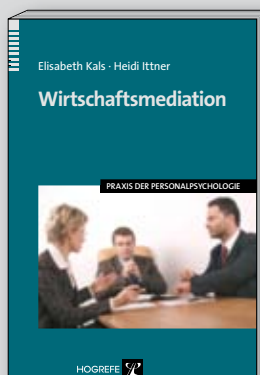 Elisabeth Kals · Heidi Ittner
Wirtschaftsmediation
PRAXIS DER PERSONALPSYCHOLOGIE
HOGREFE